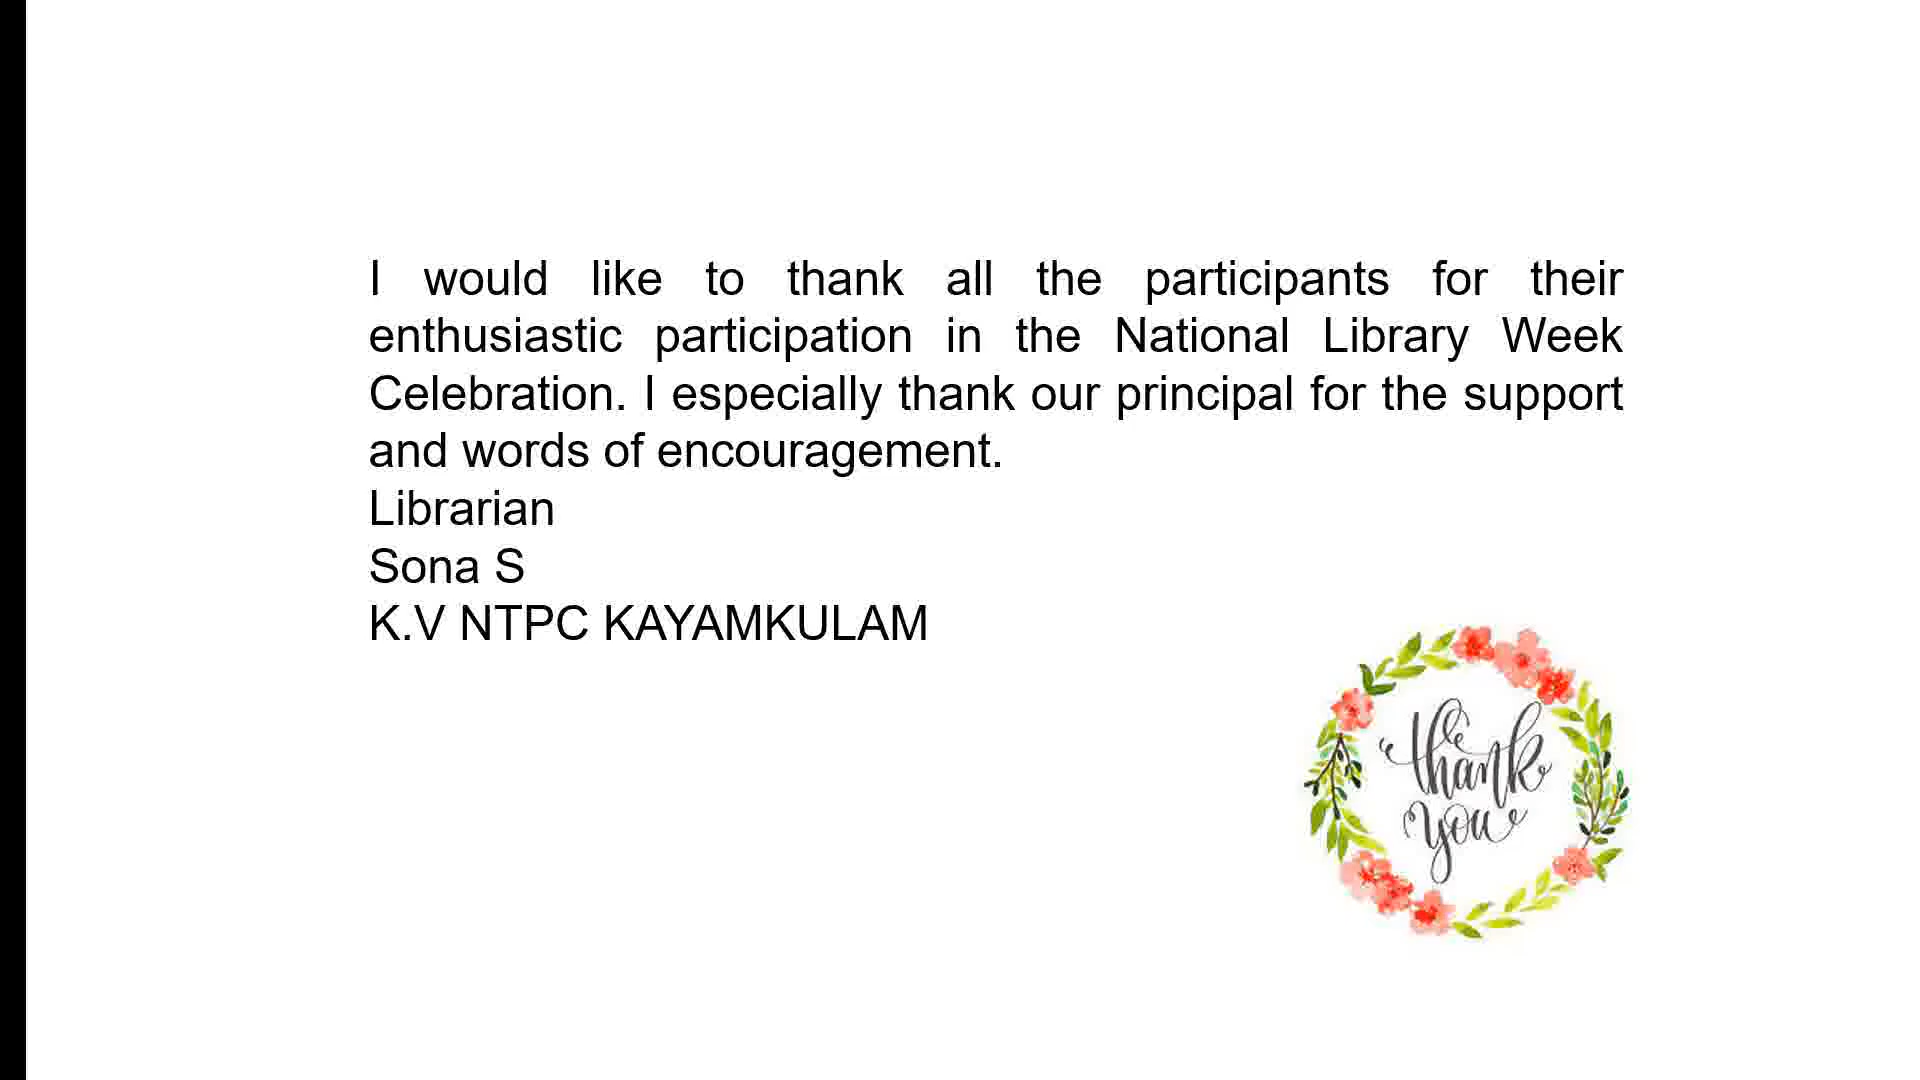 I would like to thank all the participants for their
enthusiastic participation in the National Library Week
Celebration. I especially thank our principal for the support
and words of encouragement.
Librarian
Sona S
K.V NTPC KAYAMKULAM
thank
you